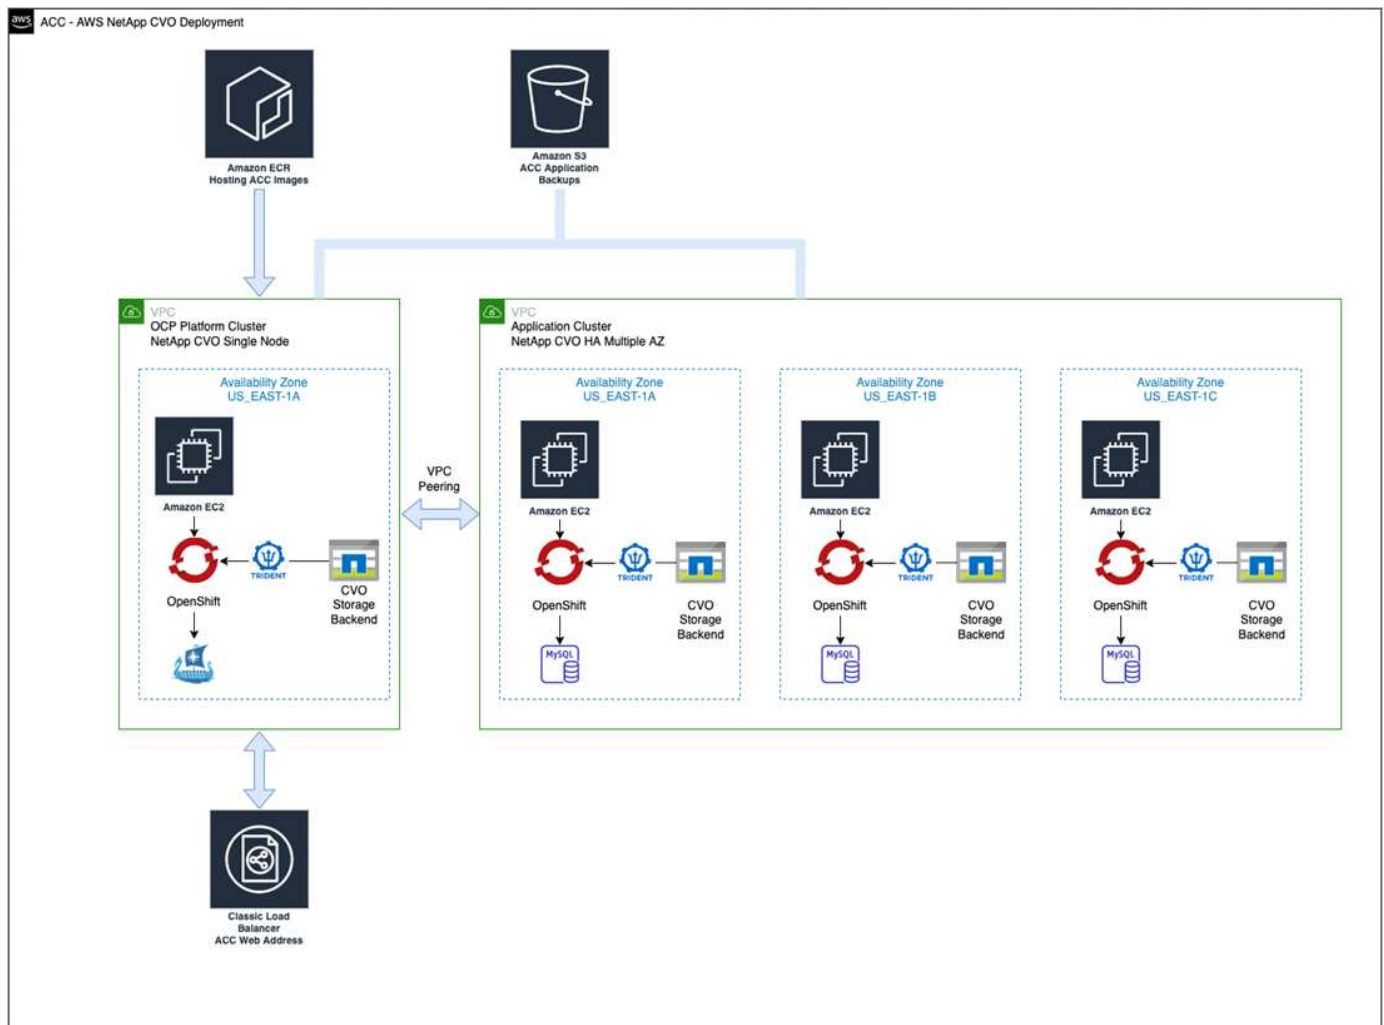 aws
ACC - AWS NetApp CVO Deployment
Amazon ECR
Hosting ACC Images
Amazon S3
ACC Application
Backups
VPC
OCP Platform Cluster
NetApp CVO Single Node
Availability Zone
US_EAST-1A
Amazon EC2
TRIDENT
OpenShift
CVO
Storage
Backend
VPC
Peering
VPC
Application Cluster
NetApp CVO HA Multiple AZ
Availability Zone
US_EAST-1A
Amazon EC2
TRIDENT
OpenShift
CVO
Storage
Backend
MySQL
Availability Zone
US_EAST-1B
Amazon EC2
TRIDENT
OpenShift
CVO
Storage
Backend
MySQL
Availability Zone
US_EAST-1C
Amazon EC2
TRIDENT
OpenShift
CVO
Storage
Backend
MySQL
Classic Load
Balancer
ACC Web Address